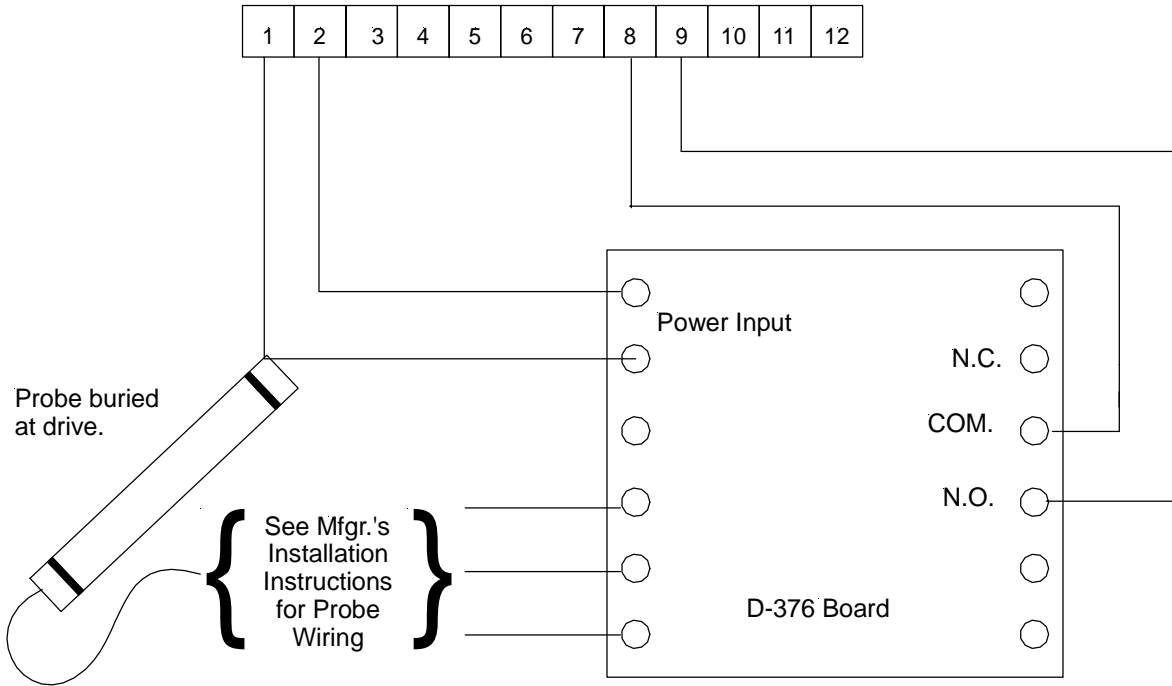 1 2 3 4 5 6 7 8 9 10 11 12
Power Input
N.C.
Probe buried
at drive.
COM.
N.O.
See Mfgr.'s
Installation
Instructions
for Probe
Wiring
D-376 Board